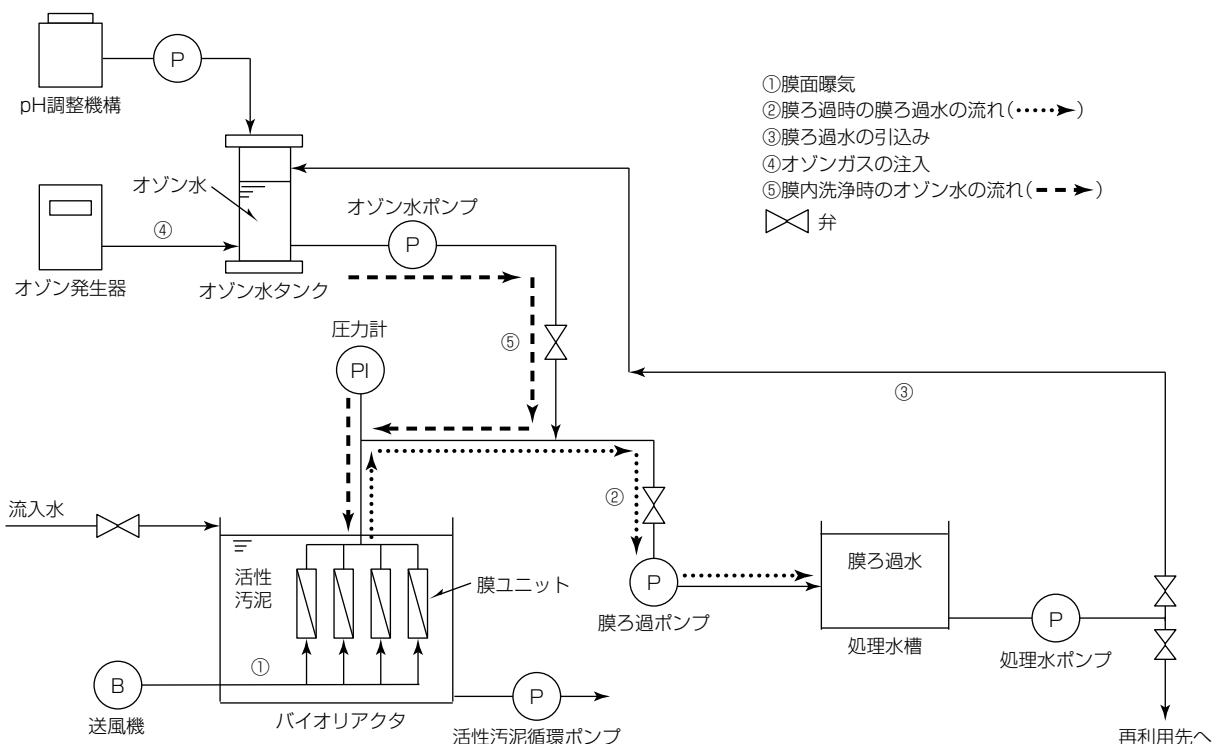 P
pH調整機構
オゾン水
オゾン水ポンプ
④
P
オゾン発生器
オゾン水タンク
①膜面曝気
②膜ろ過時の膜ろ過水の流れ()
③膜ろ過水の引込み
④オゾンガスの注入
⑤膜内洗浄時のオゾン水の流れ()
弁
圧力計
PI
⑤
③
②
流入水
活性
汚泥
膜ユニット
P
膜ろ過ポンプ
膜ろ過水
処理水槽
P
処理水ポンプ
①
B
送風機
バイオリアクタ
P
活性汚泥循環ポンプ
再利用先へ